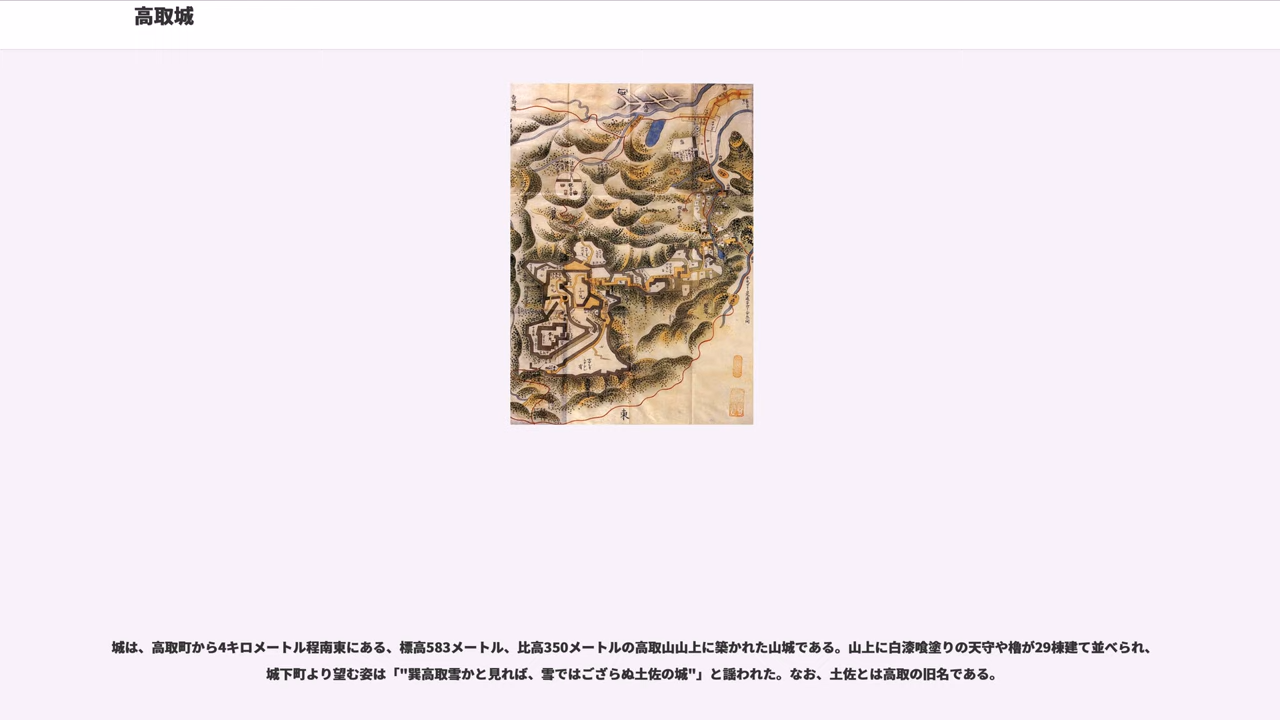 高取城
東
城は、高取町から4キロメートル程南東にある、標高583メートル、比高350メートルの高取山山上に築かれた山城である。山上に白漆喰塗りの天守や櫓が29棟建て並べられ、
城下町より望む姿は「"巽高取雪かと見れば、雪ではござらぬ土佐の城"」と謡われた。なお、土佐とは高取の旧名である。